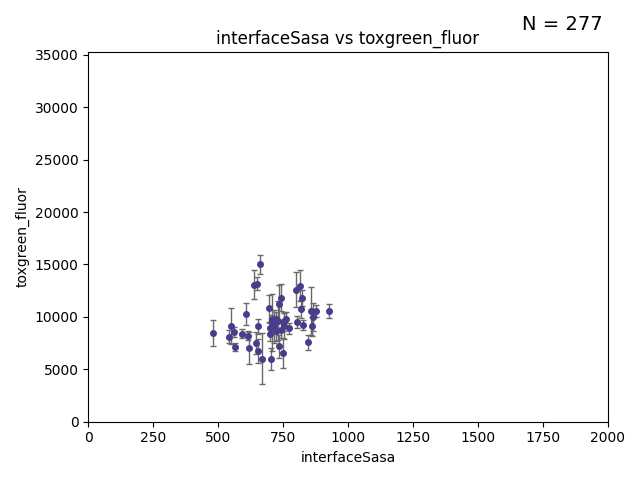 N = 277
interfaceSasa vs toxgreen_fluor
35000
30000
25000
20000
15000
10000
5000
0
toxgreen_fluor
0 250 500 750 1000 1250 1500 1750 2000
interfaceSasa